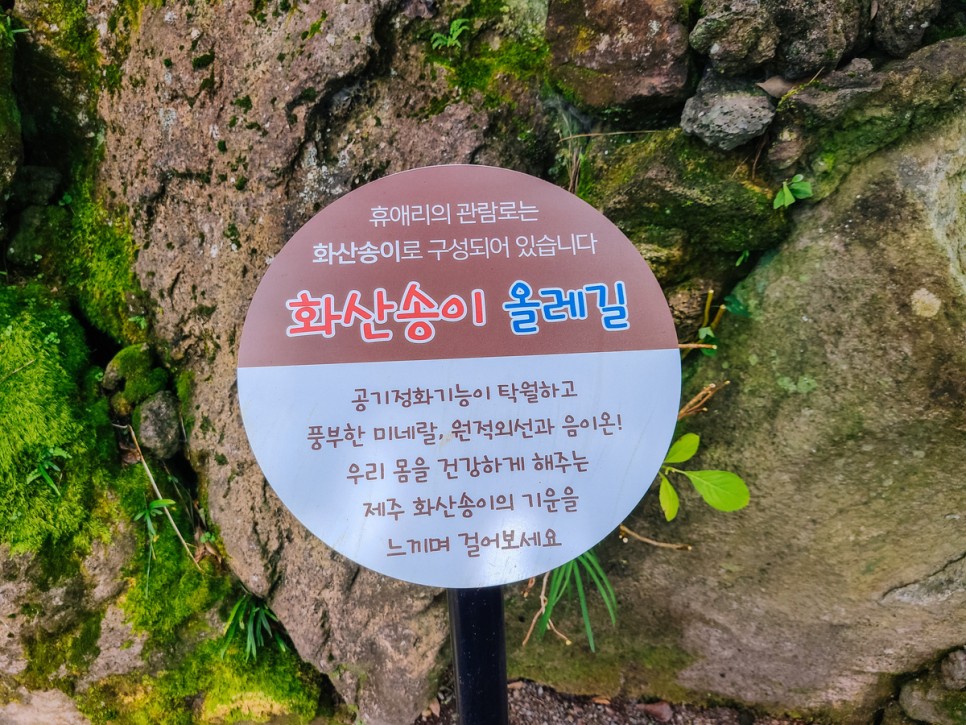 휴애리의 관람로는
화산송이로 구성되어 있습니다
화산송이 올레길
공기정화기능이 탁월하고
풍부한 미네랄, 원적외선과 음이온!
우리 몸을 건강하게 해주는
제주 화산송이의 기운을
느끼며 걸어보세요